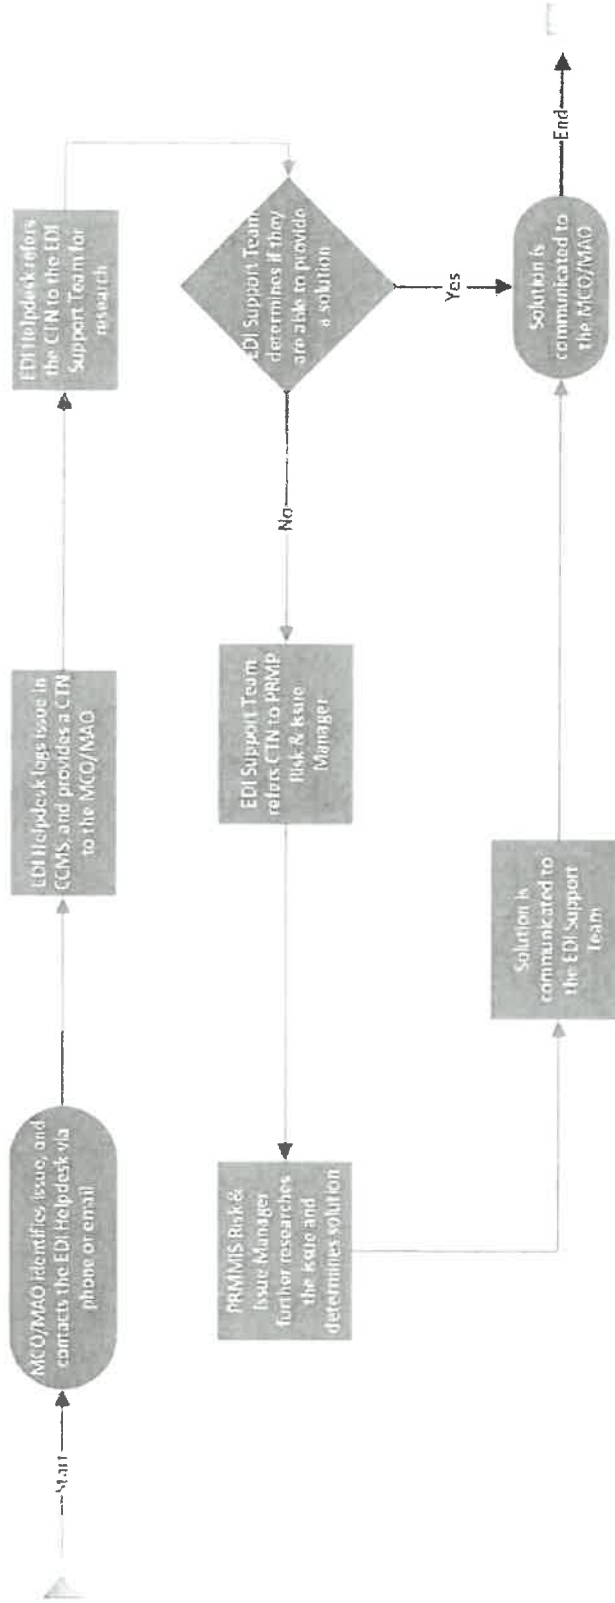 Start
MCO/MAO identifies issue, and
contacts the EDI Helpdesk via
phone or email
EDI Helpdesk logs issue in
CCMS, and provides a CTN
to the MCO/MAO
EDI Helpdesk refers
the CTN to the EDI
Support Team for
research
EDI Support Team
determines if they
are able to provide
a solution
No
Yes
EDI Support Team
refers CTN to PRMP
Risk & Issue
Manager
PRMMIS Risk &
Issue Manager
further researches
the issue and
determines solution
Solution is
communicated to
the EDI Support
Team
Solution is
communicated to
the MCO/MAO
End